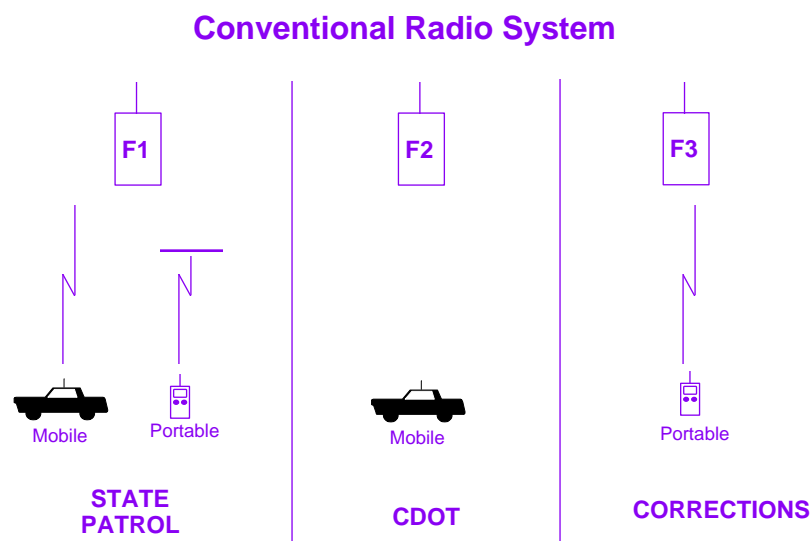 Conventional Radio System
F1
F2
F3
Mobile
Portable
Mobile
Portable
STATE
PATROL
CDOT
CORRECTIONS